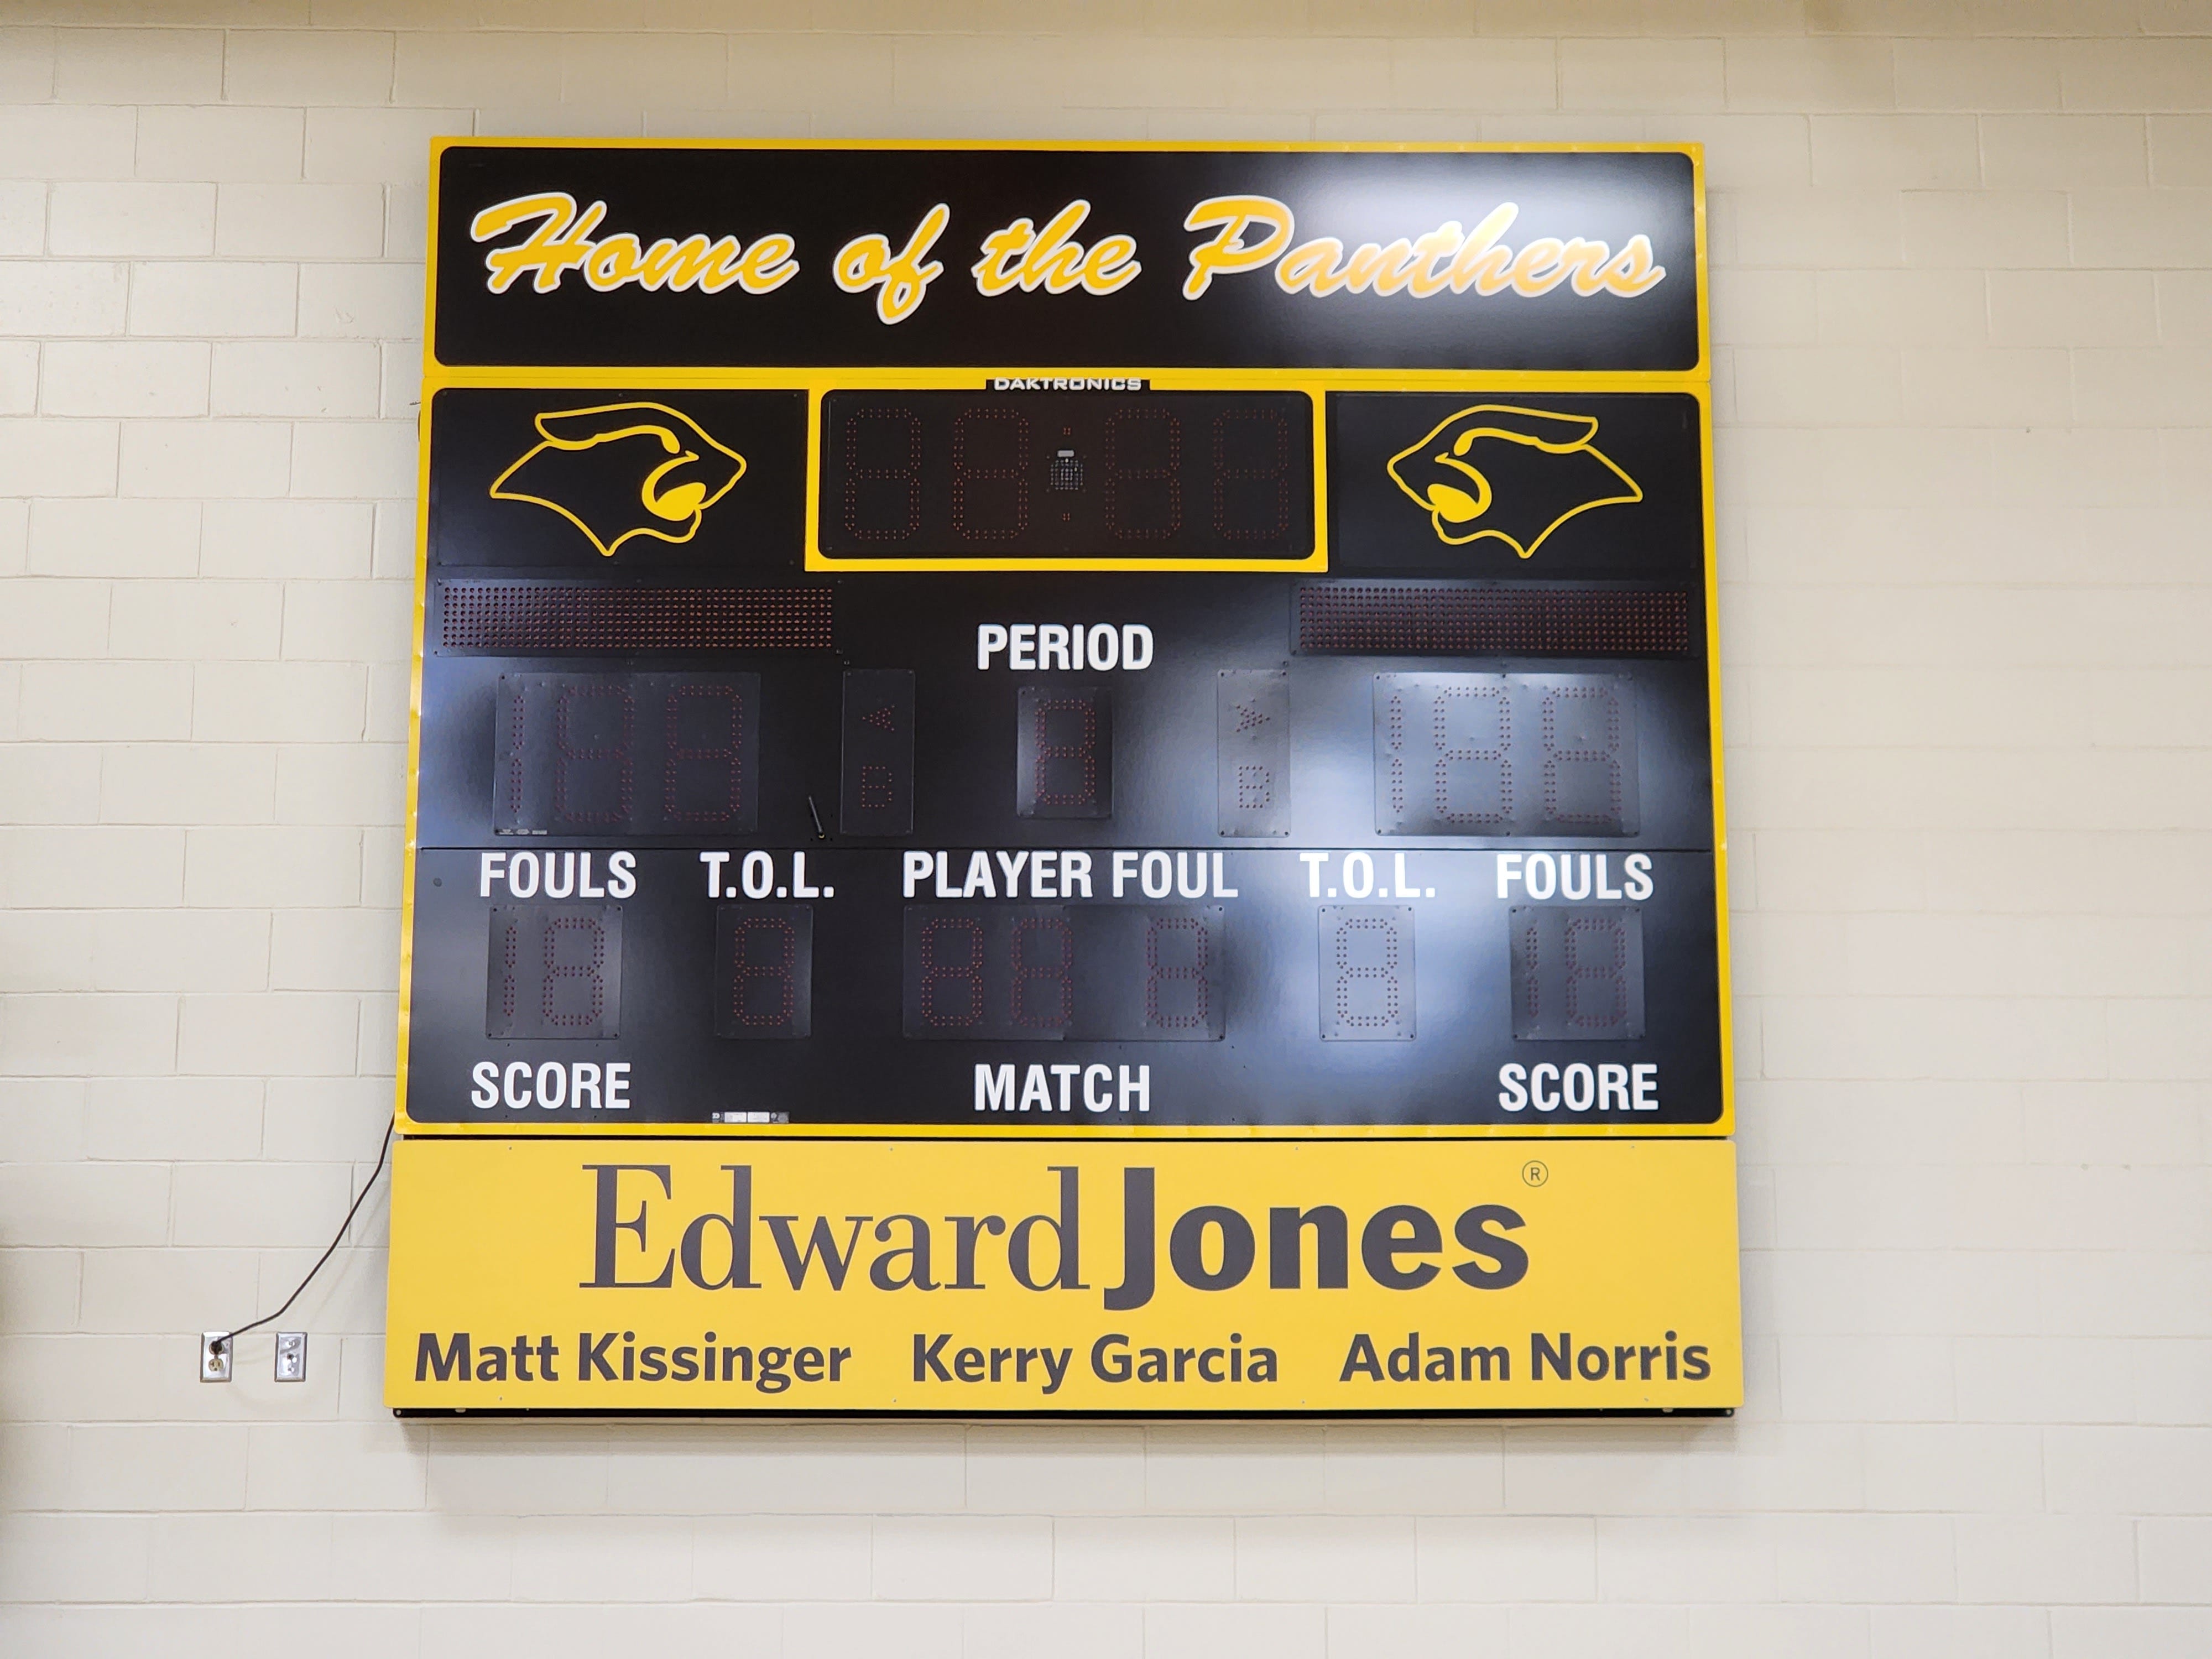 Home of the Panthers
DAKTRONICS
PERIOD
FOULS T.O.L. PLAYER FOUL T.O.L. FOULS
SCORE MATCH SCORE
Edward Jones®
Matt Kissinger Kerry Garcia Adam Norris